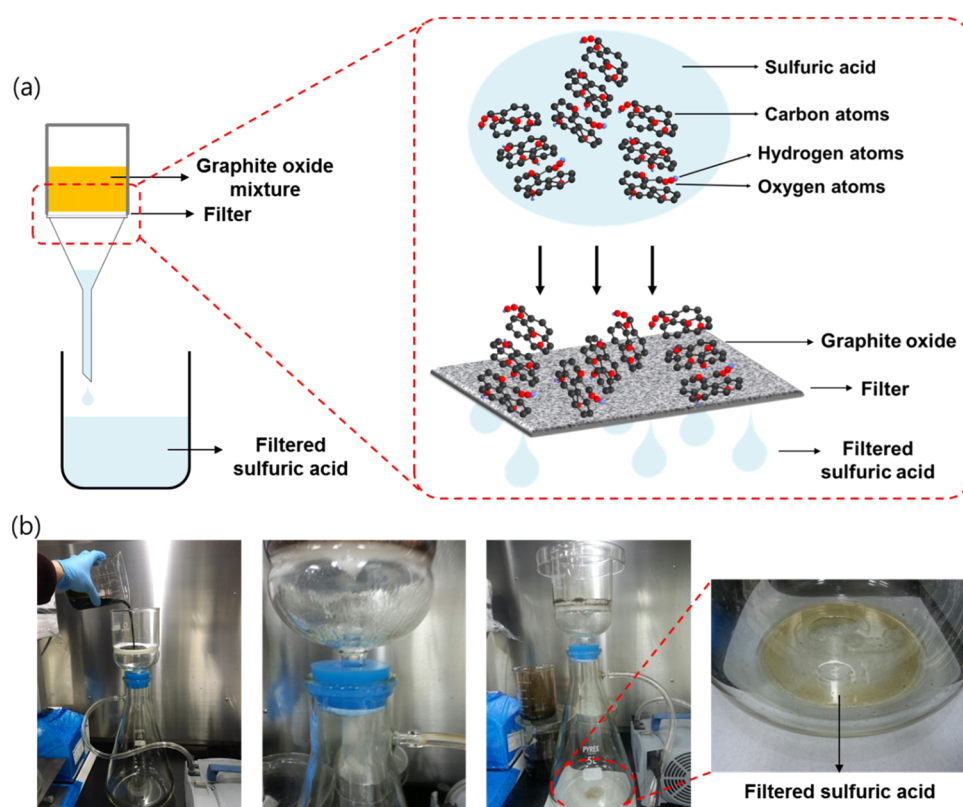 (a)
Graphite oxide
mixture
Filter
Filtered
sulfuric acid
Sulfuric acid
Carbon atoms
Hydrogen atoms
Oxygen atoms
Graphite oxide
Filter
Filtered
sulfuric acid
(b)
PYREX
5L
Filtered sulfuric acid